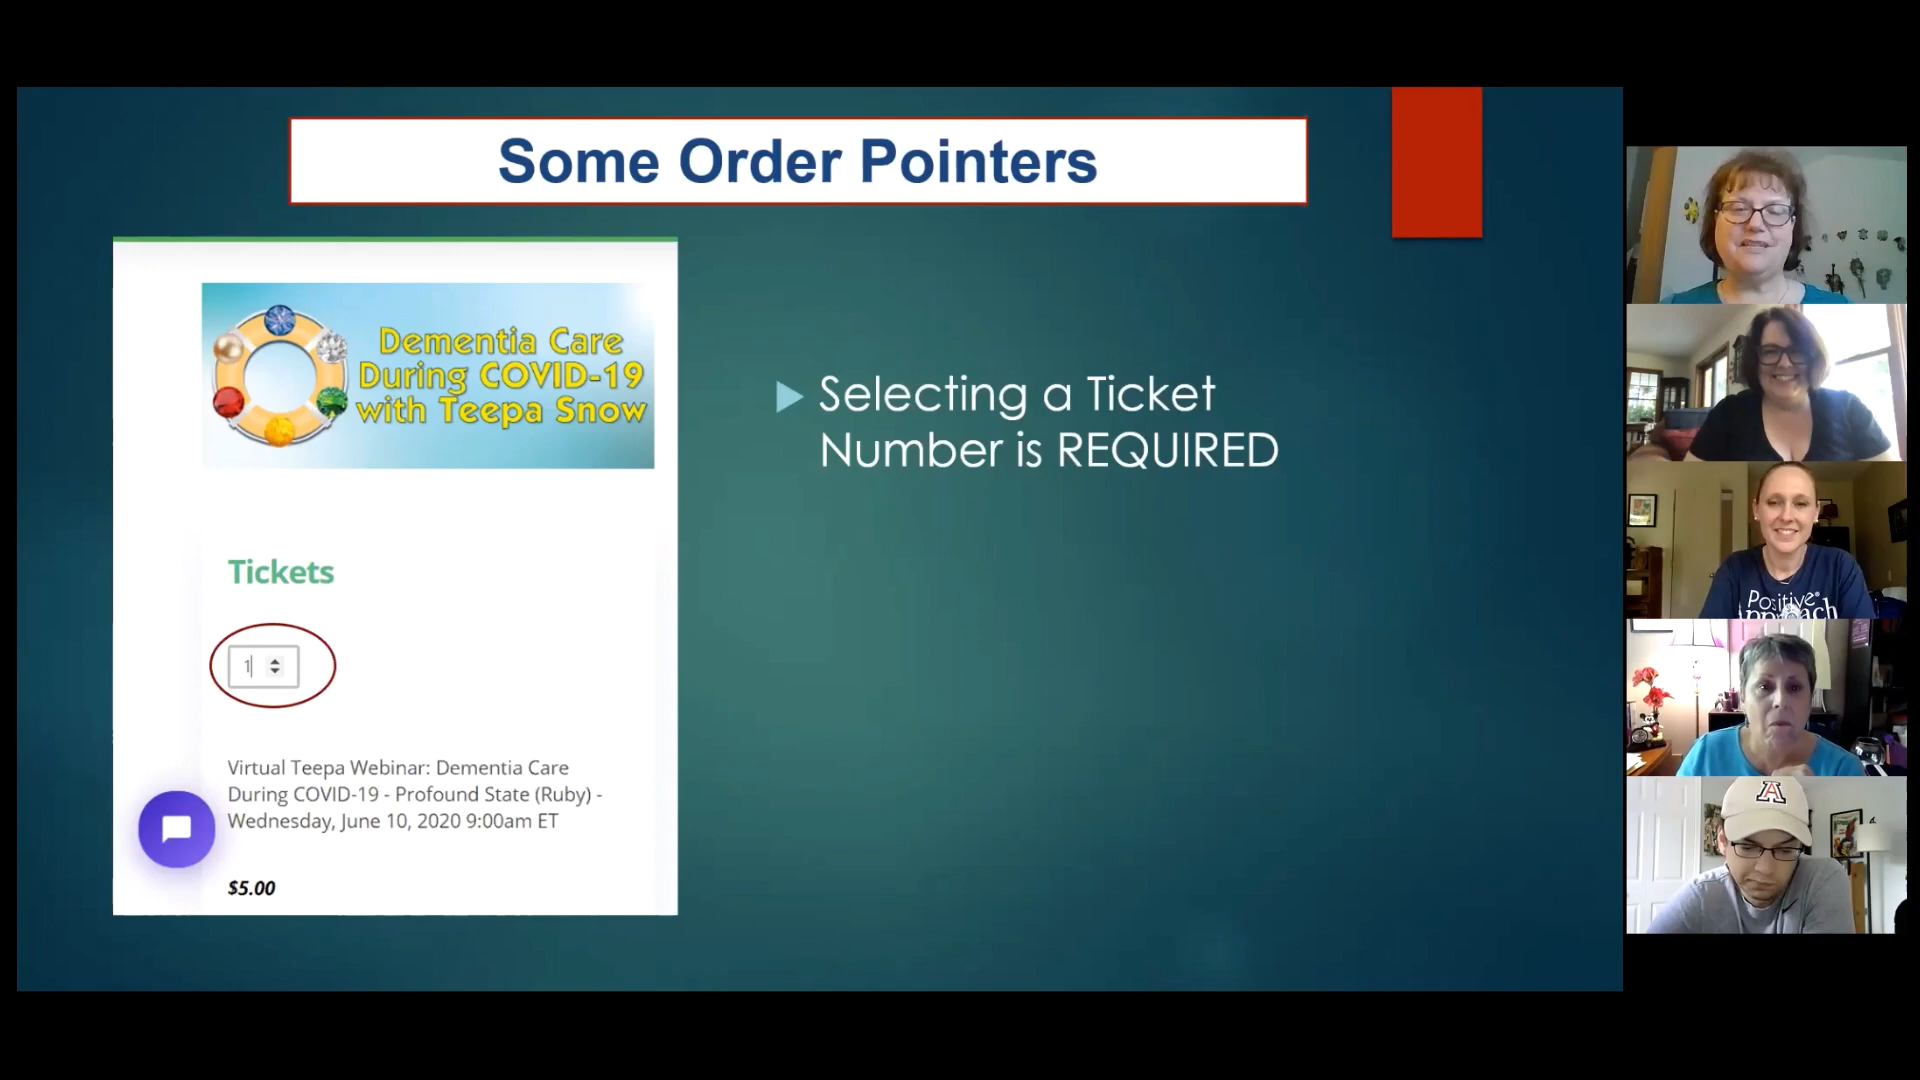 Some Order Pointers
Dementia Care
During COVID-19
with Teepa Snow
Tickets
1
Virtual Teepa Webinar: Dementia Care
During COVID-19 - Profound State (Ruby) -
Wednesday, June 10, 2020 9:00am ET
$5.00
Selecting a Ticket
Number is REQUIRED
Positive®
Approach
A